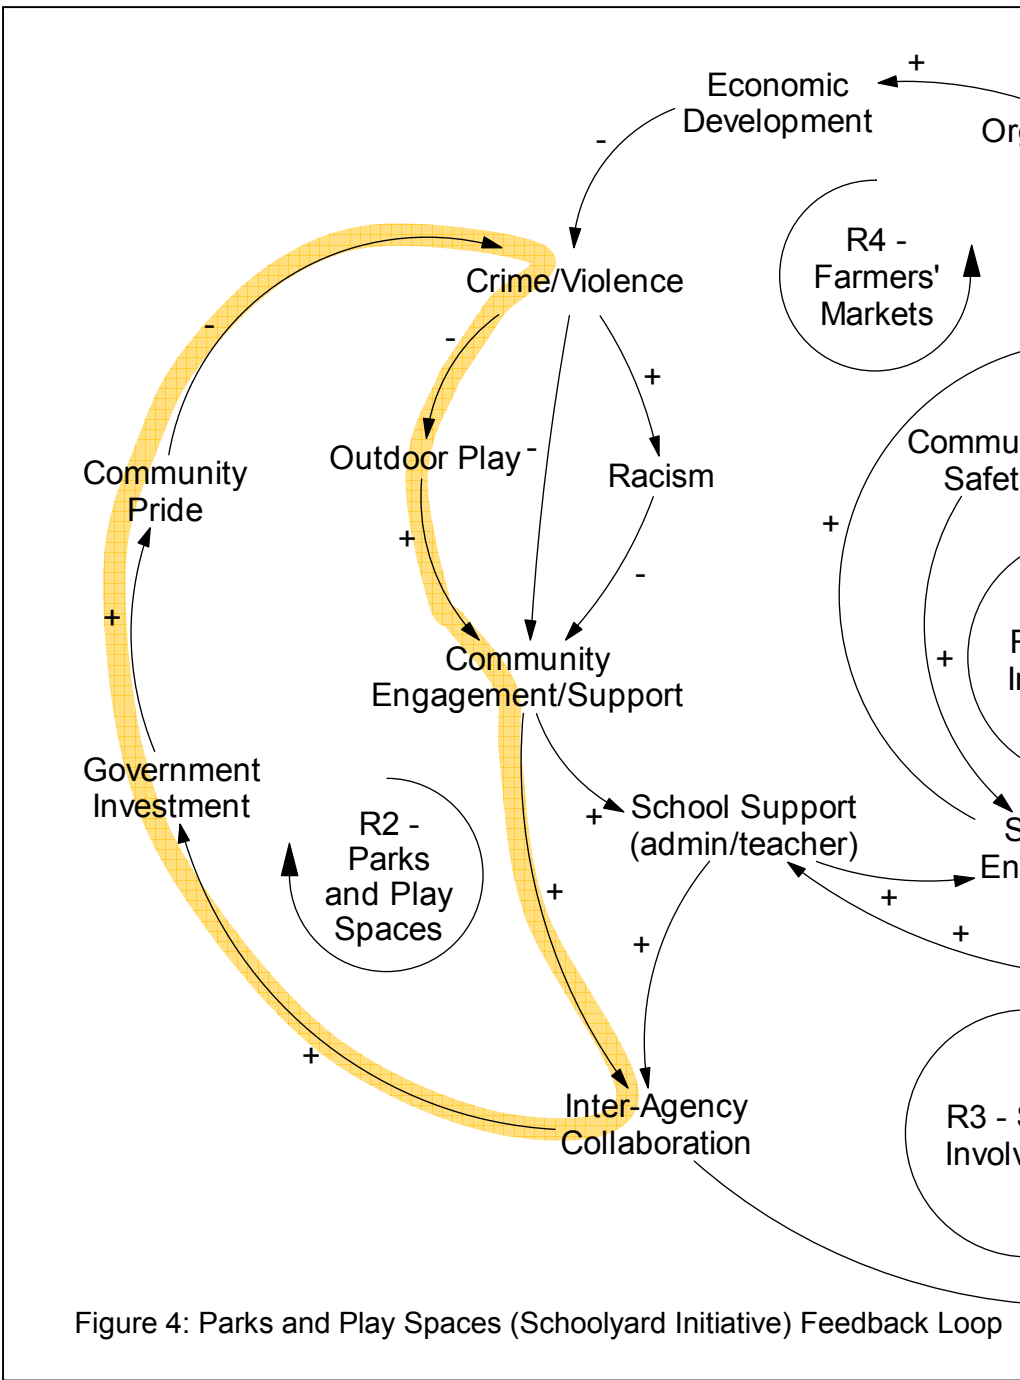 +
Economic
Development
-
R4 -
Farmers'
Markets
Crime/Violence
-
-
+
Outdoor Play
-
Racism
Community
Pride
+
+
-
+
+
Community
Engagement/Support
Government
Investment
R2 -
Parks
and Play
Spaces
+
School Support
(admin/teacher)
+
+
+
+
+
Inter-Agency
Collaboration
R3 -
Figure 4: Parks and Play Spaces (Schoolyard Initiative) Feedback Loop